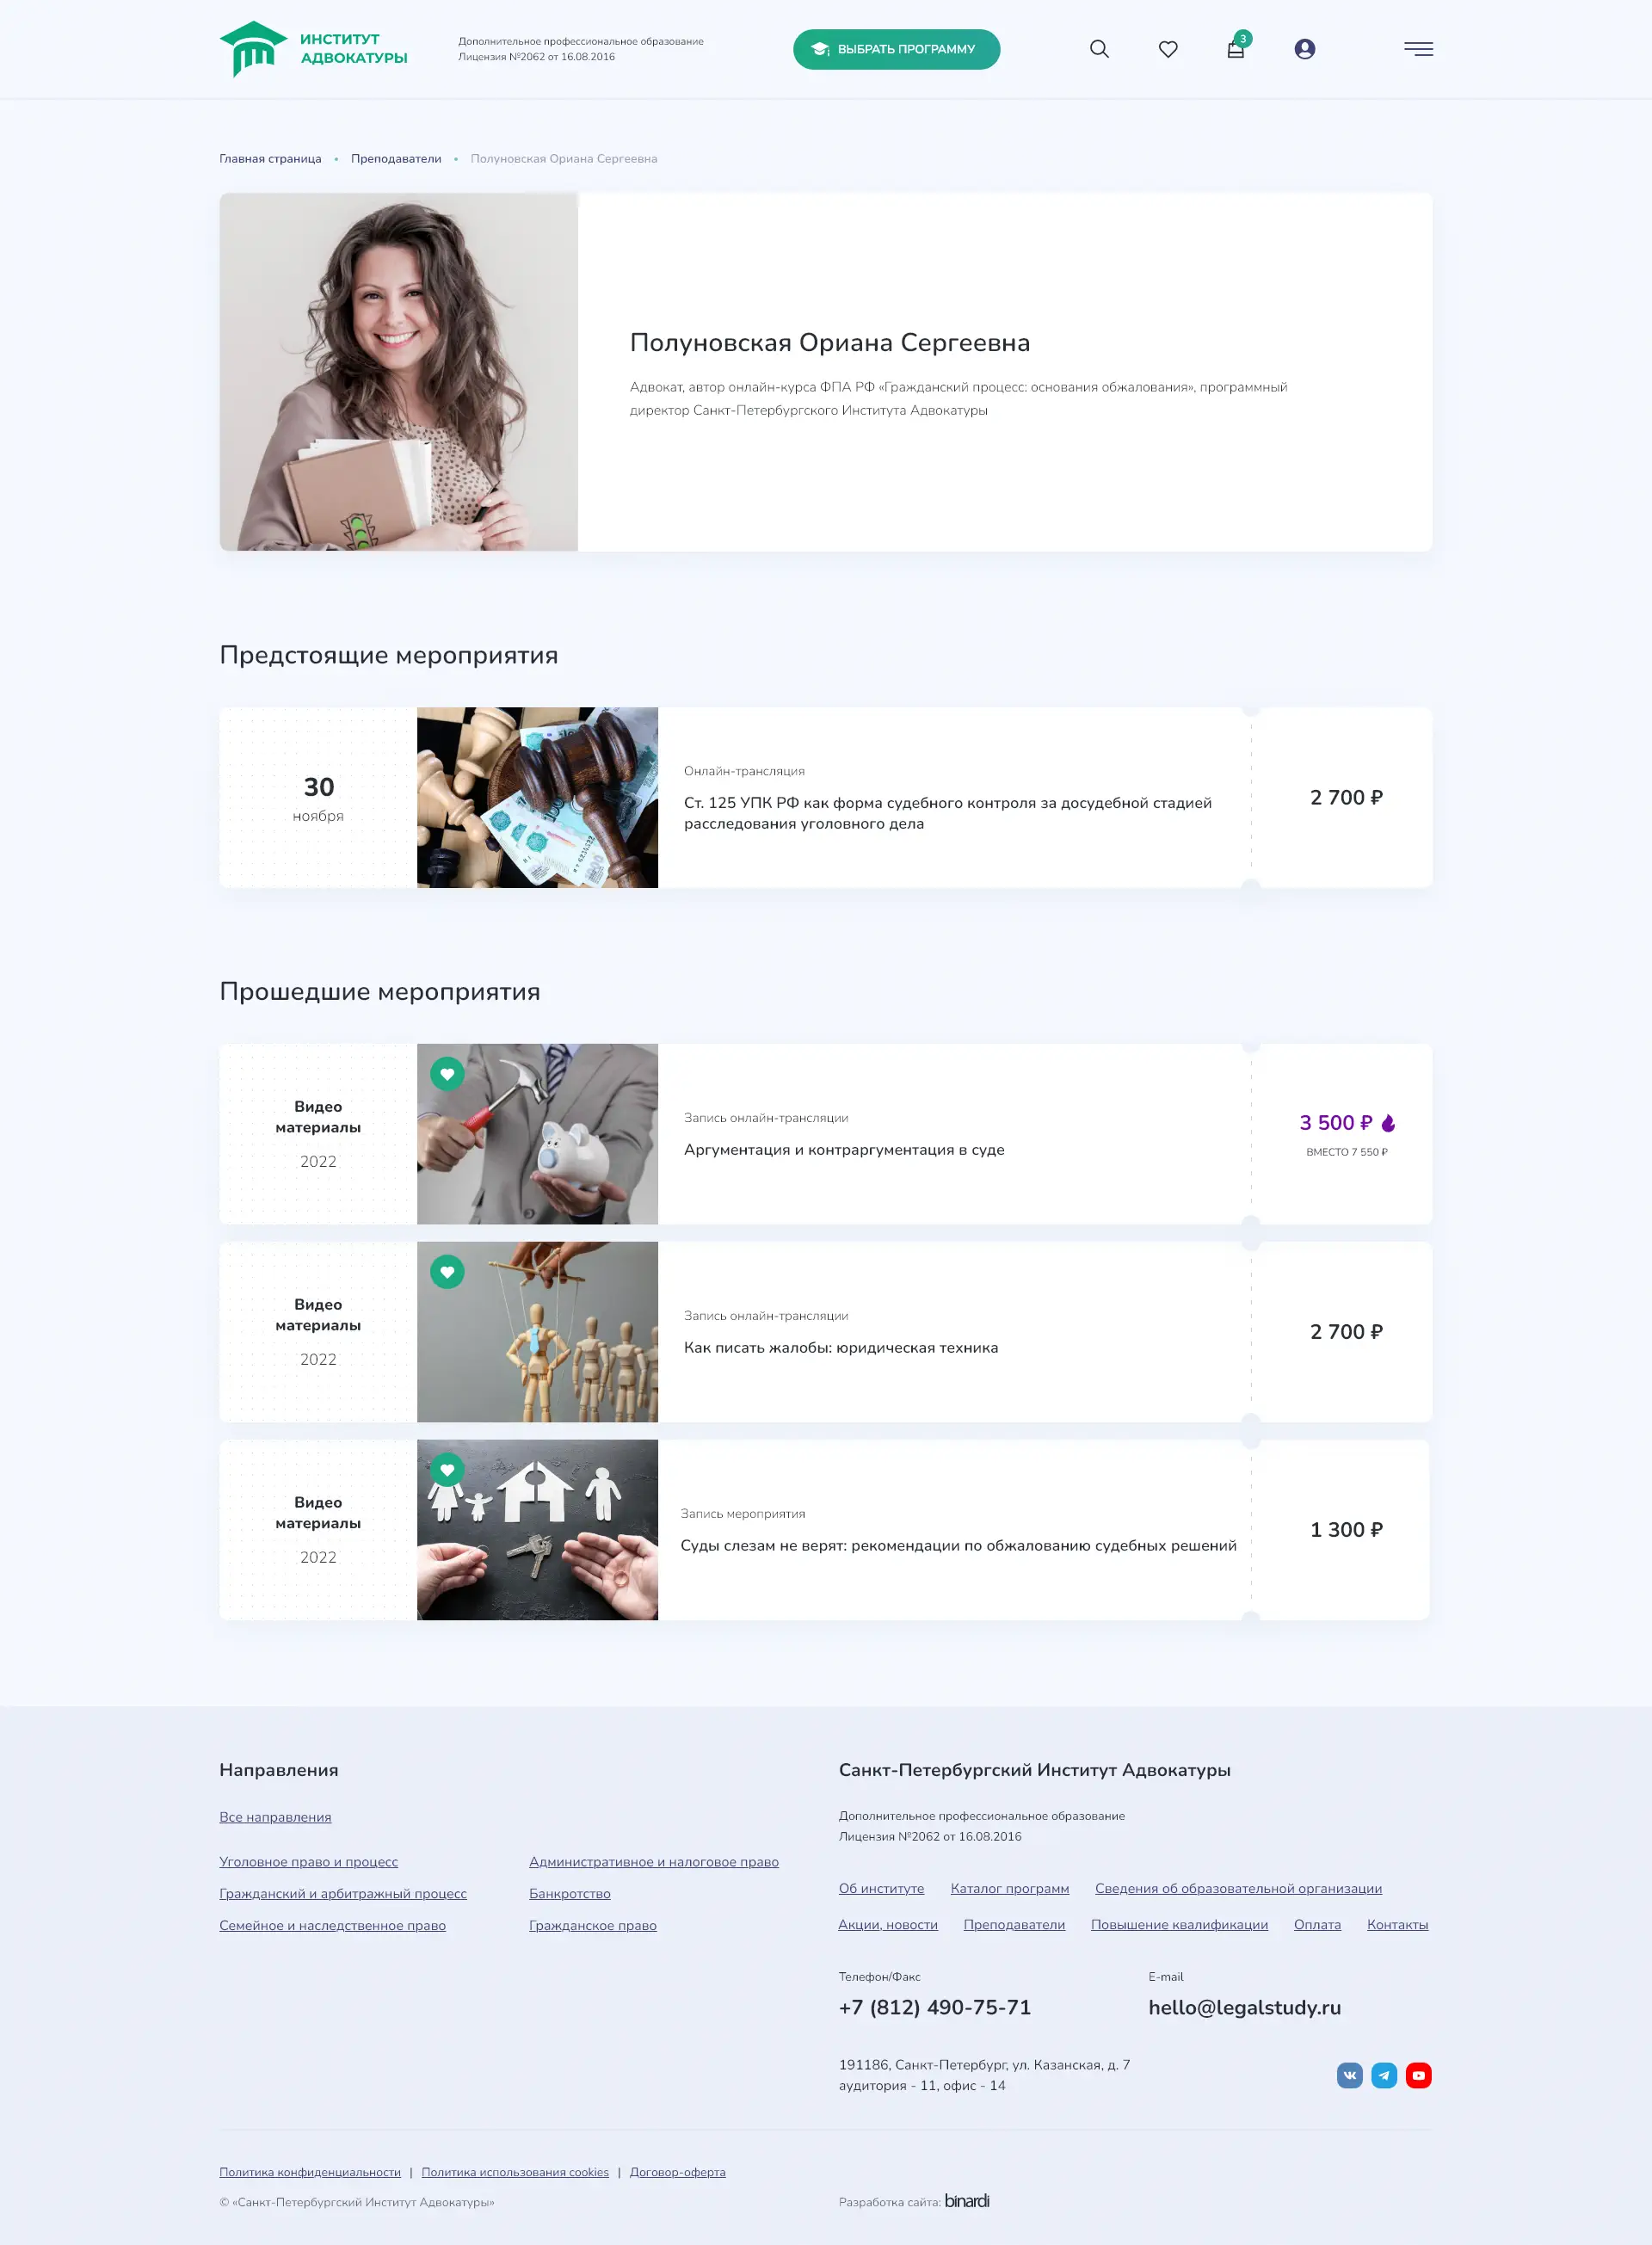 ИНСТИТУТ
АДВОКАТУРЫ
Дополнительное профессиональное образование
Лицензия №2062 от 16.08.2016
ВЫБРАТЬ ПРОГРАММУ
3
Главная страница • Преподаватели • Полуновская Ориана Сергеевна
Полуновская Ориана Сергеевна
Адвокат, автор онлайн-курса ФПА РФ «Гражданский процесс: основания обжалования», программный
директор Санкт-Петербургского Института Адвокатуры
Предстоящие мероприятия
30
ноября
Онлайн-трансляция
Ст. 125 УПК РФ как форма судебного контроля за досудебной стадией
расследования уголовного дела
2 700 ₽
Прошедшие мероприятия
Видео
материалы
2022
Запись онлайн-трансляции
Аргументация и контраргументация в суде
3 500 ₽
ВМЕСТО 7 550 ₽
Видео
материалы
2022
Запись онлайн-трансляции
Как писать жалобы: юридическая техника
2 700 ₽
Видео
материалы
2022
Запись мероприятия
Суды слезам не верят: рекомендации по обжалованию судебных решений
1 300 ₽
Направления
Все направления
Уголовное право и процесс
Административное и налоговое право
Гражданский и арбитражный процесс
Банкротство
Семейное и наследственное право
Гражданское право
Санкт-Петербургский Институт Адвокатуры
Дополнительное профессиональное образование
Лицензия №2062 от 16.08.2016
Об институте Каталог программ Сведения об образовательной организации
Акции, новости Преподаватели Повышение квалификации Оплата Контакты
Телефон/Факс
+7 (812) 490-75-71
E-mail
hello@legalstudy.ru
191186, Санкт-Петербург, ул. Казанская, д. 7
аудитория - 11, офис - 14
Политика конфиденциальности | Политика использования cookies | Договор-оферта
© «Санкт-Петербургский Институт Адвокатуры»
Разработка сайта: binardi